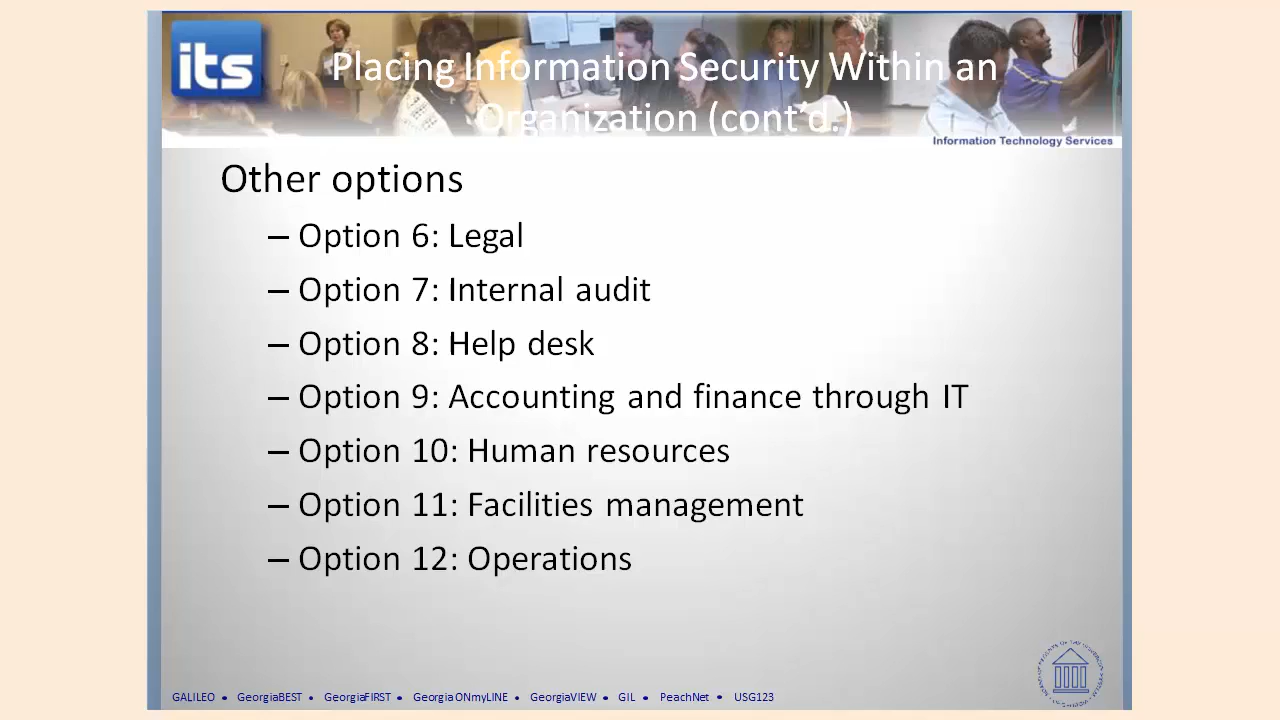 its
Placing Information Security Within an
Organization (cont’d.)
Information Technology Services
Other options
– Option 6: Legal
– Option 7: Internal audit
– Option 8: Help desk
– Option 9: Accounting and finance through IT
– Option 10: Human resources
– Option 11: Facilities management
– Option 12: Operations
GALILEO • GeorgiaBEST • GeorgiaFIRST • GeorgiaONmyLINE • GeorgiaVIEW • GIL • PeachNet • USG123